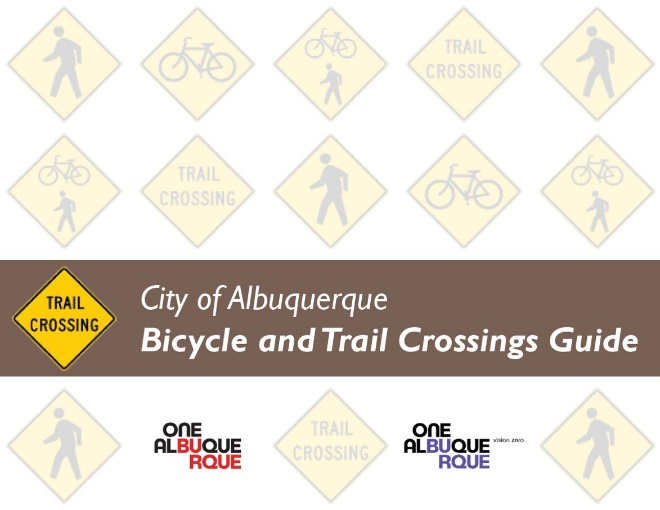 TRAIL
CROSSING
TRAIL
CROSSING
TRAIL
CROSSING
City of Albuquerque
Bicycle and Trail Crossings Guide
ONE
ALBUQUE
RQUE
TRAIL
CROSSING
ONE
ALBUQUE
RQUE
vision zero